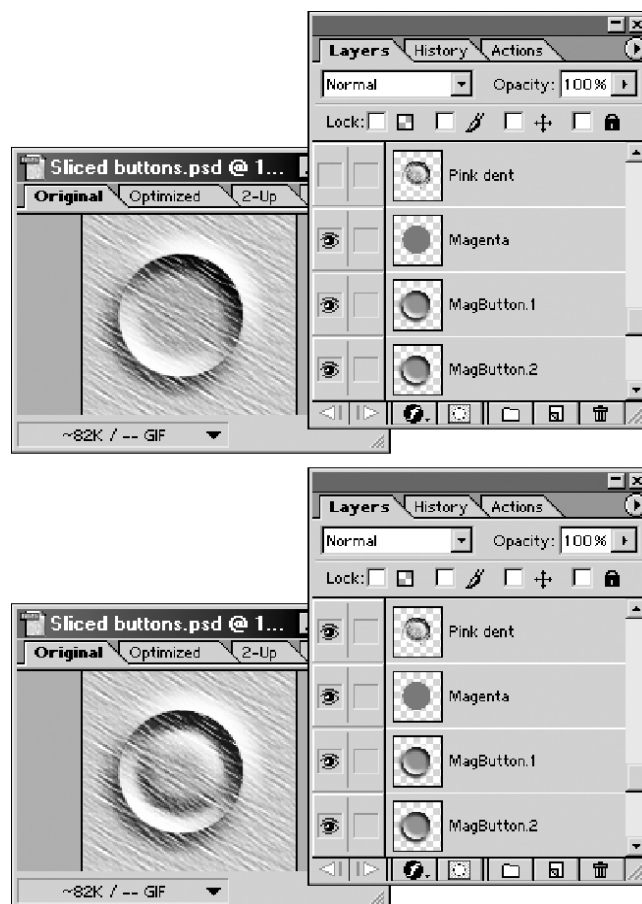 Layers History Actions
Normal Opacity: 100%
Lock:
Sliced buttons.psd @ 1...
Original Optimized 2-Up
Pink dent
Magenta
MagButton.1
MagButton.2
~82K / -- GIF
Layers History Actions
Normal Opacity: 100%
Lock:
Sliced buttons.psd @ 1...
Original Optimized 2-Up
Pink dent
Magenta
MagButton.1
MagButton.2
~82K / -- GIF